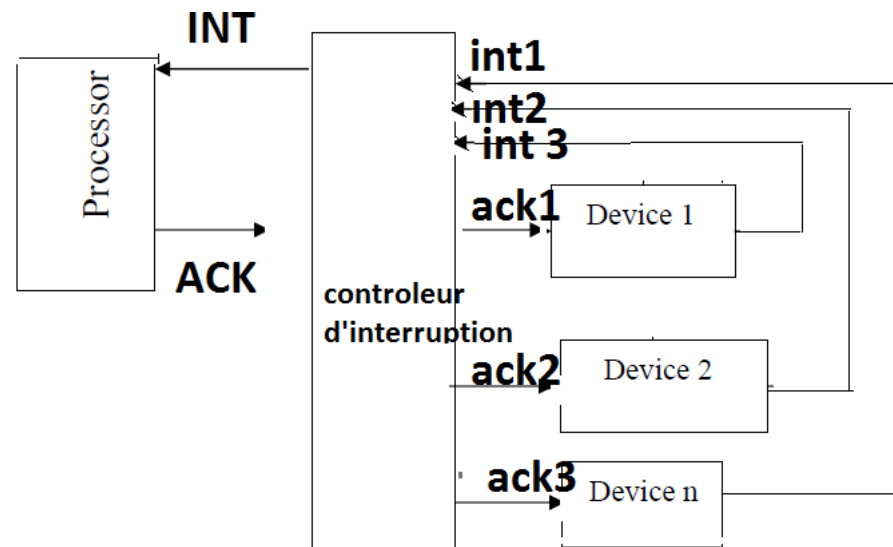 INT
Processor
ACK
controleur
d'interruption
int1
int2
int 3
ack1
Device 1
ack2
Device 2
ack3
Device n